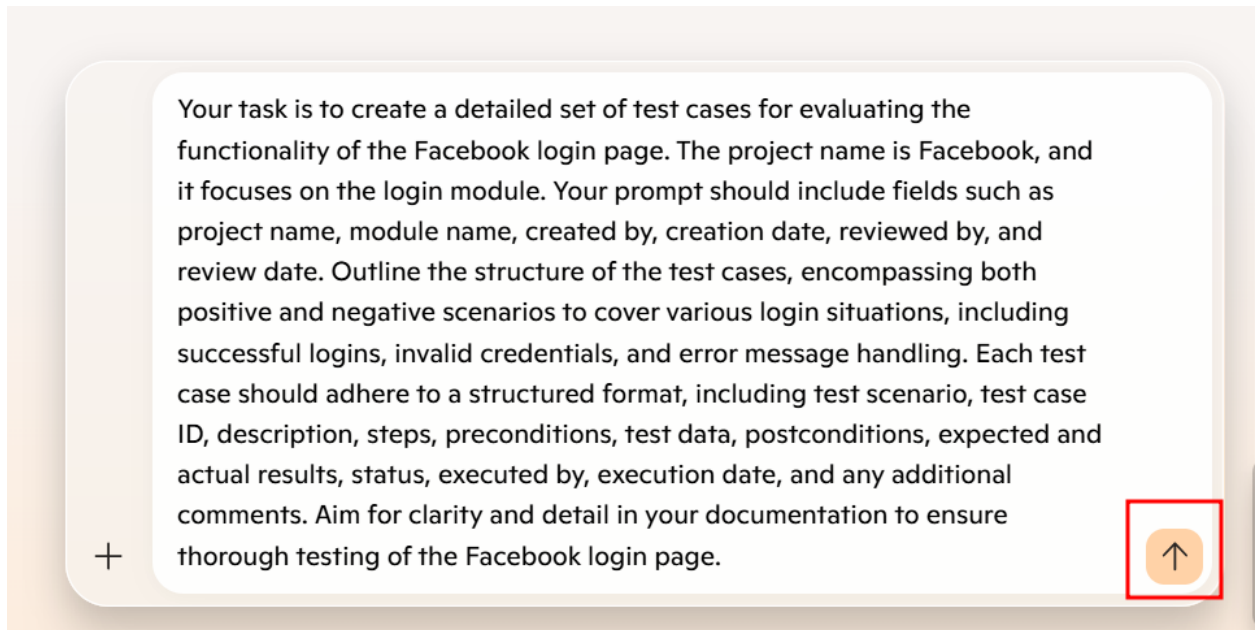 Your task is to create a detailed set of test cases for evaluating the
functionality of the Facebook login page. The project name is Facebook, and
it focuses on the login module. Your prompt should include fields such as
project name, module name, created by, creation date, reviewed by, and
review date. Outline the structure of the test cases, encompassing both
positive and negative scenarios to cover various login situations, including
successful logins, invalid credentials, and error message handling. Each test
case should adhere to a structured format, including test scenario, test case
ID, description, steps, preconditions, test data, postconditions, expected and
actual results, status, executed by, execution date, and any additional
comments. Aim for clarity and detail in your documentation to ensure
thorough testing of the Facebook login page.